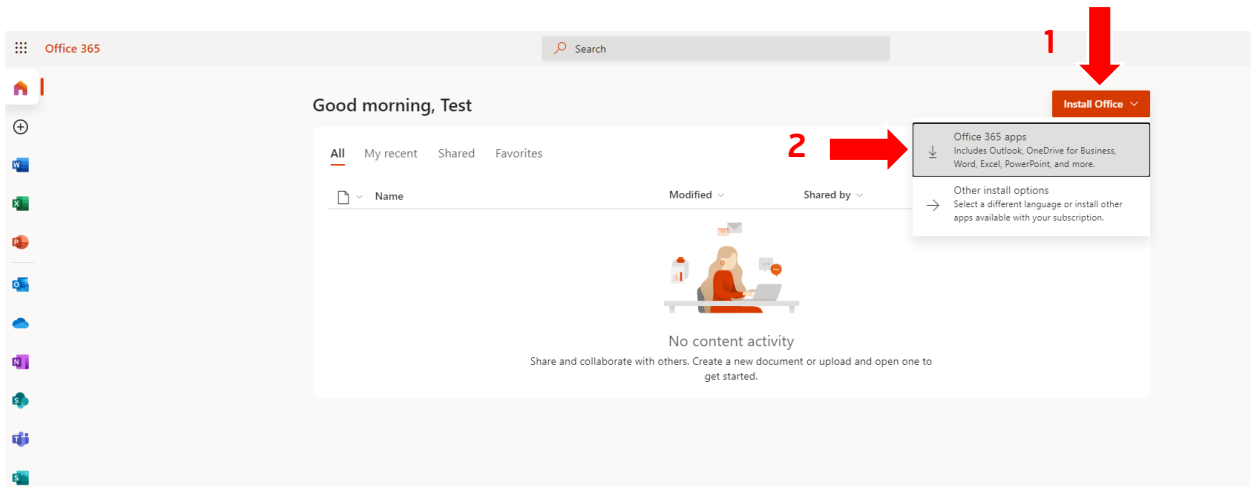 1
Office 365
Search
Good morning, Test
Install Office
2
Office 365 apps
Includes Outlook, OneDrive for Business,
Word, Excel, PowerPoint, and more.
Other install options
Select a different language or install other
apps available with your subscription.
All My recent Shared Favorites
Name Modified Shared by
No content activity
Share and collaborate with others. Create a new document or upload and open one to
get started.